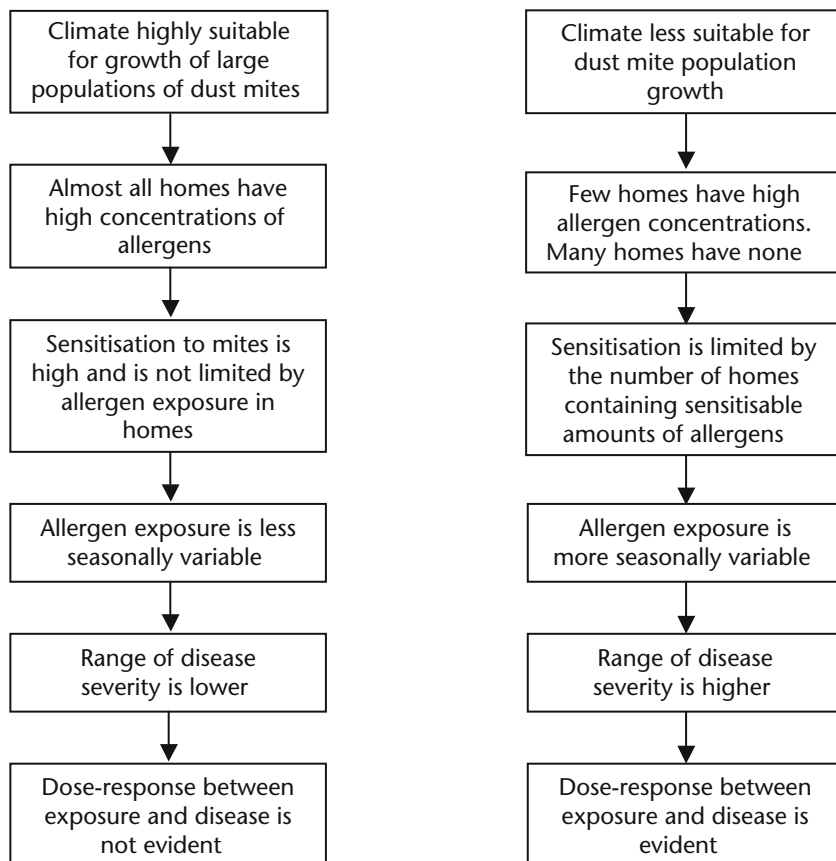 Climate highly suitable
for growth of large
populations of dust mites
Almost all homes have
high concentrations of
allergens
Sensitisation to mites is
high and is not limited by
allergen exposure in
homes
Allergen exposure is less
seasonally variable
Range of disease
severity is lower
Dose-response between
exposure and disease is
not evident
Climate less suitable for
dust mite population
growth
Few homes have high
allergen concentrations.
Many homes have none
Sensitisation is limited by
the number of homes
containing sensitisable
amounts of allergens
Allergen exposure is
more seasonally variable
Range of disease
severity is higher
Dose-response between
exposure and disease is
evident